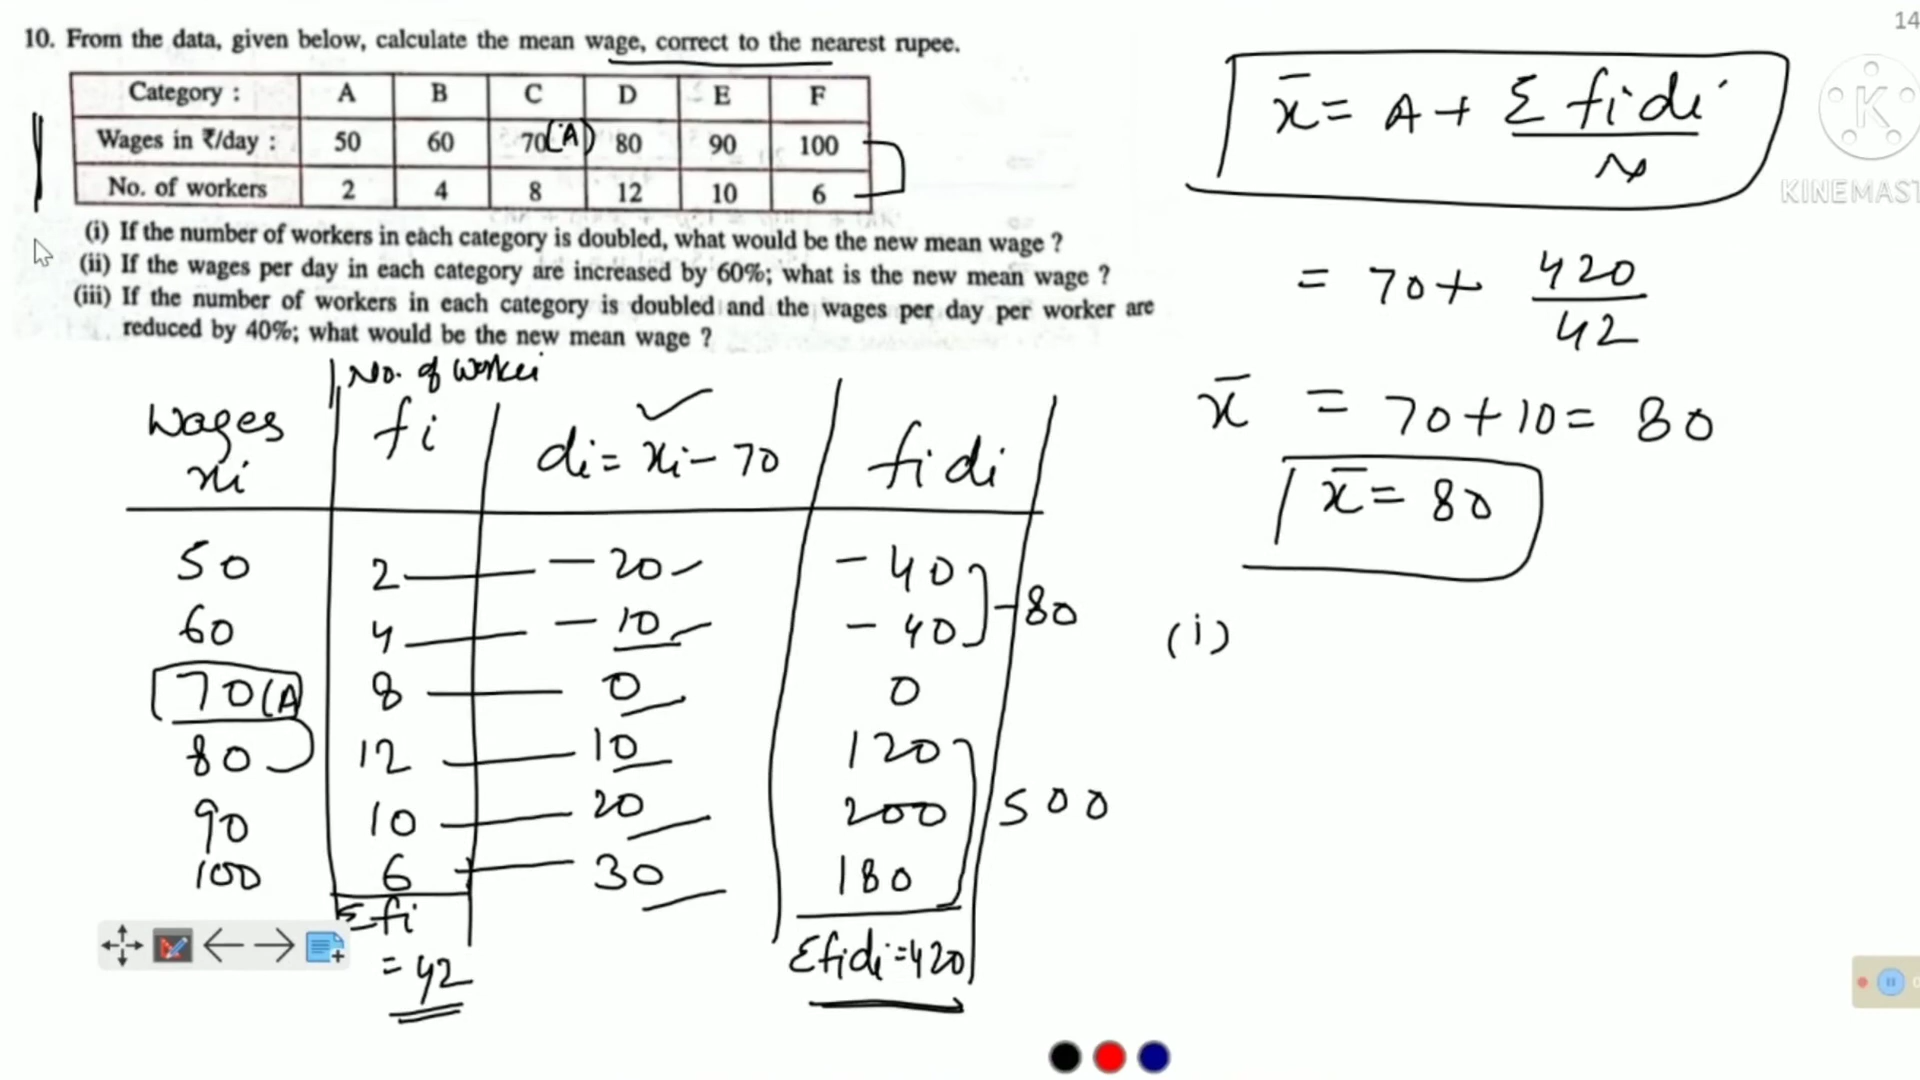 14
10. From the data, given below, calculate the mean wage, correct to the nearest rupee.
Category : A B C D E F
Wages in ₹/day : 50 60 70(A) 80 90 100
No. of workers 2 4 8 12 10 6
(i) If the number of workers in each category is doubled, what would be the new mean wage ?
(ii) If the wages per day in each category are increased by 60%; what is the new mean wage ?
(iii) If the number of workers in each category is doubled and the wages per day per worker are
reduced by 40%; what would be the new mean wage ?
x̄ = A + Σfidi / N
K
KINEMAST
= 70 + 420 / 42
x̄ = 70 + 10 = 80
x̄ = 80
(i)
No. of worker
Wages xi fi di = xi - 70 fidi
50 2 -20 -40
60 4 -10 -40 -80
70(A) 8 0 0
80 12 10 120
90 10 20 200 500
100 6 30 180
Σfi = 42 Σfidi = 420